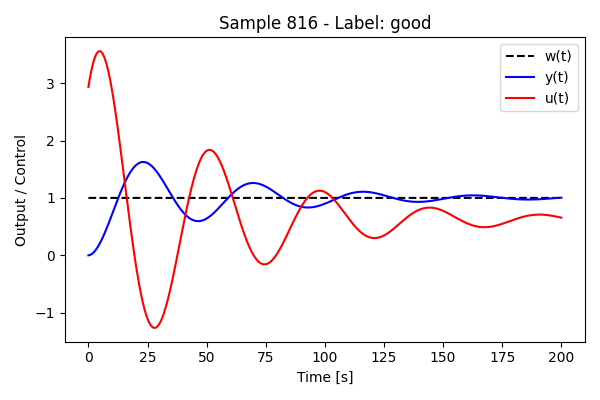 Sample 816 - Label: good
w(t)
y(t)
u(t)
Output / Control
3
2
1
0
−1
0 25 50 75 100 125 150 175 200
Time [s]